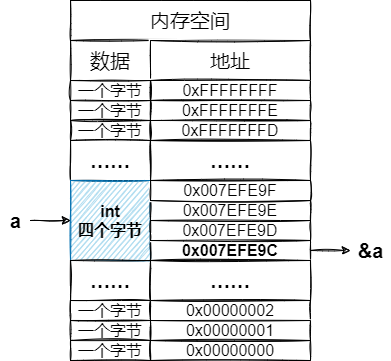 内存空间
数据 地址
一个字节 0xFFFFFFFF
一个字节 0xFFFFFFFE
一个字节 0xFFFFFFFD
...... ......
0x007EFE9F
int 0x007EFE9E
a 四个字节 0x007EFE9D
0x007EFE9C &a
...... ......
一个字节 0x00000002
一个字节 0x00000001
一个字节 0x00000000